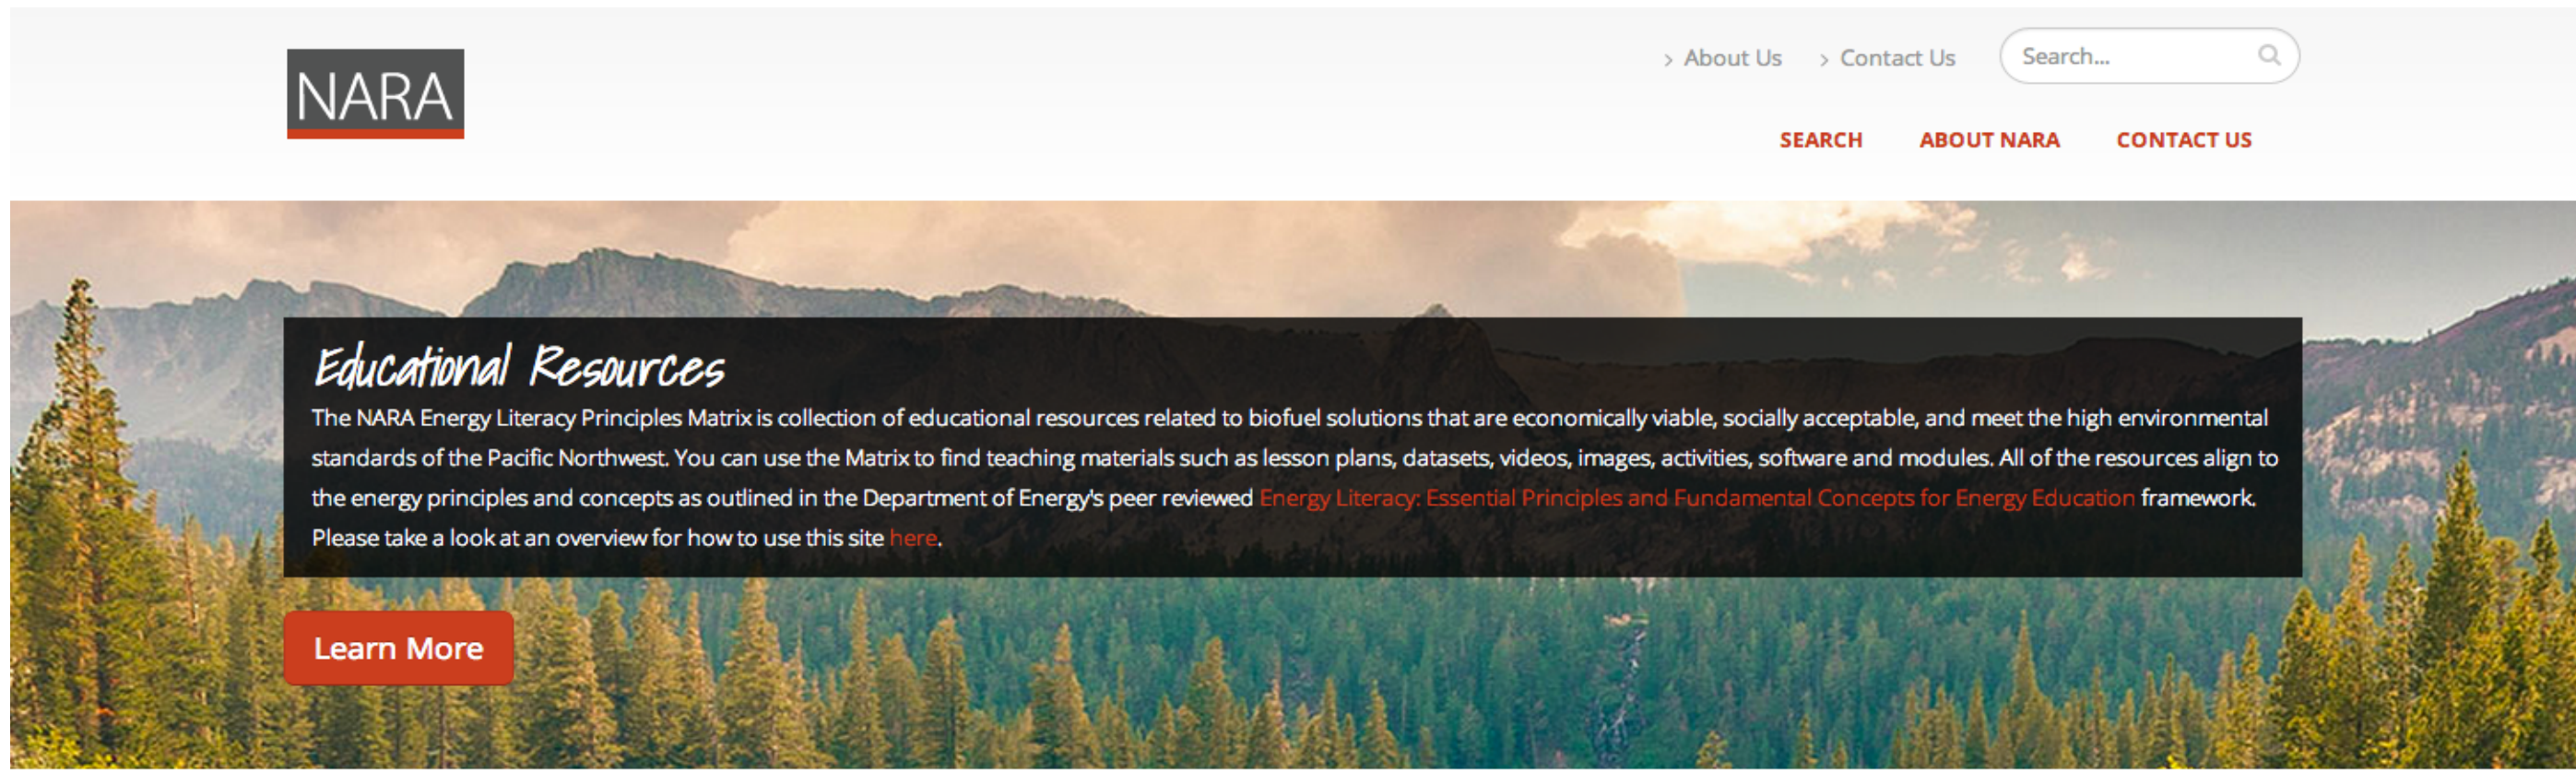 NARA
> About Us > Contact Us Search...
SEARCH ABOUT NARA CONTACT US
Educational Resources
The NARA Energy Literacy Principles Matrix is collection of educational resources related to biofuel solutions that are economically viable, socially acceptable, and meet the high environmental
standards of the Pacific Northwest. You can use the Matrix to find teaching materials such as lesson plans, datasets, videos, images, activities, software and modules. All of the resources align to
the energy principles and concepts as outlined in the Department of Energy's peer reviewed Energy Literacy: Essential Principles and Fundamental Concepts for Energy Education framework.
Please take a look at an overview for how to use this site here.
Learn More